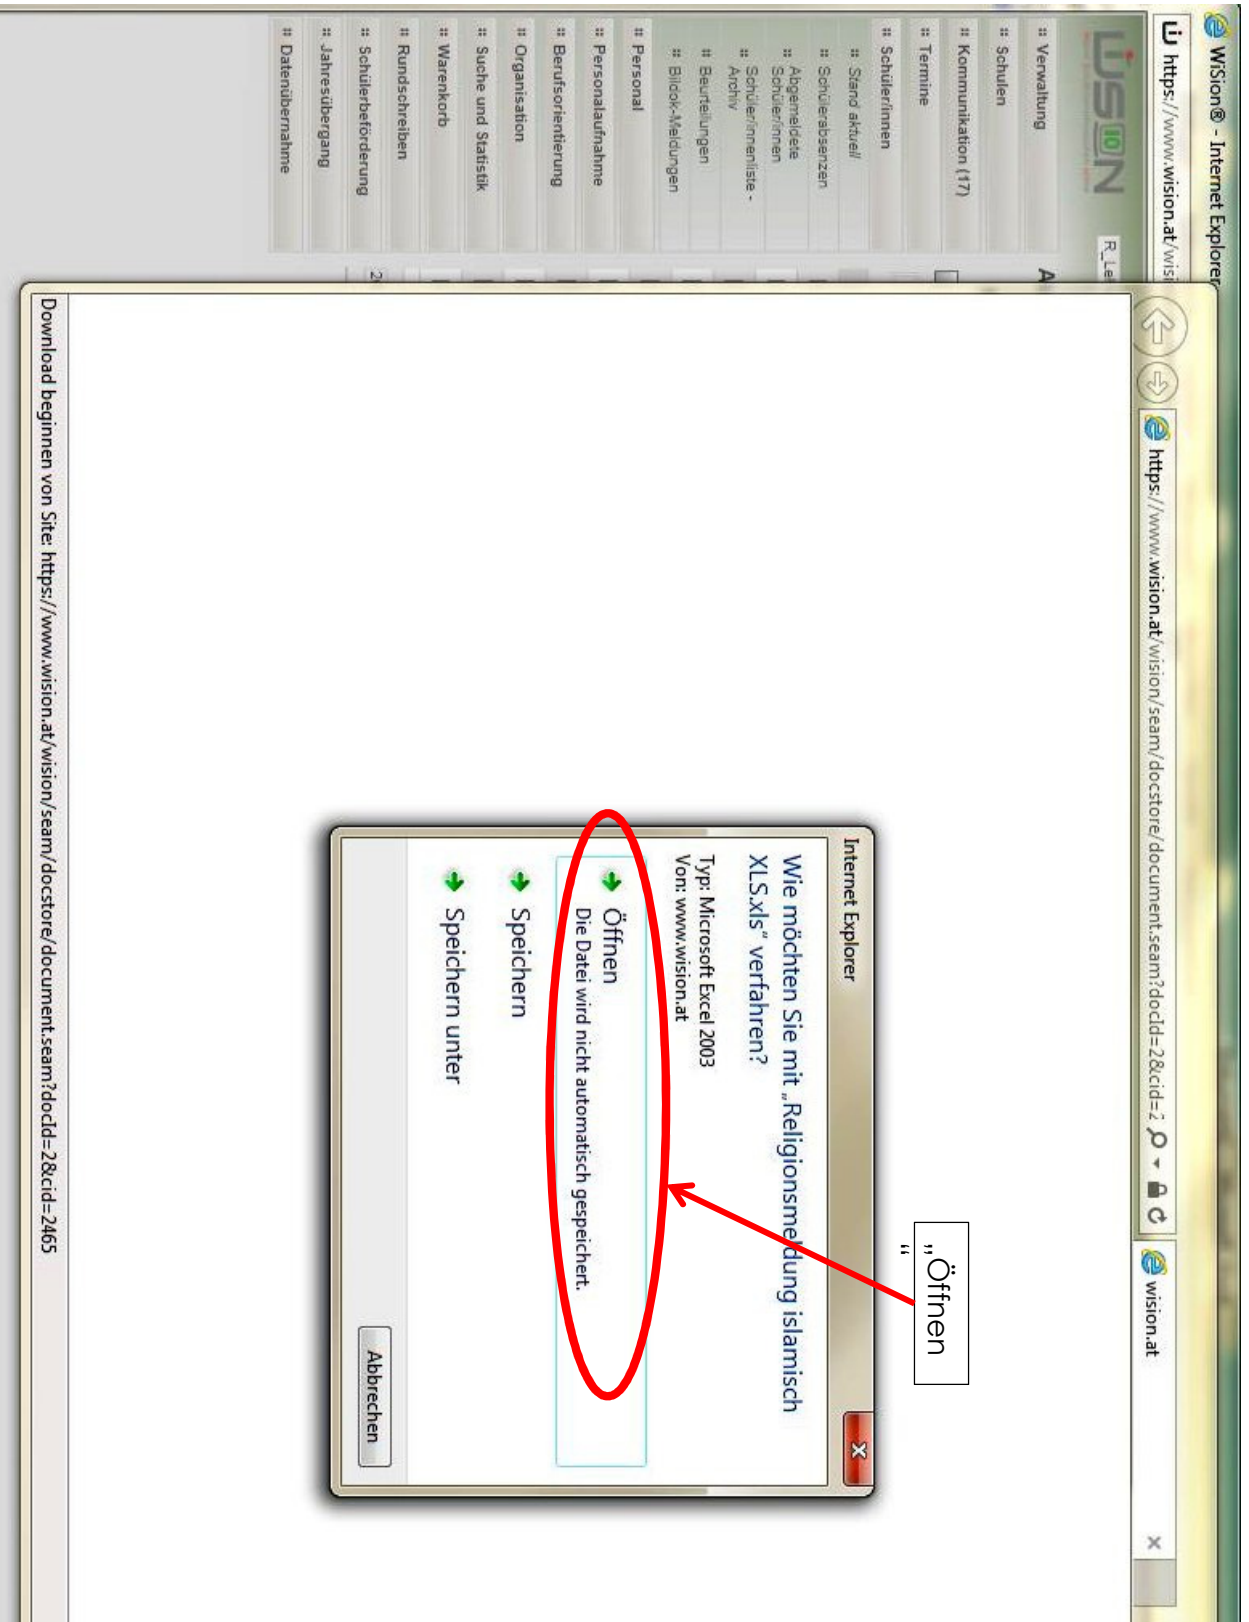 WiSion® - Internet Explorer
https://www.wision.at/wisi
WiSION
10
R_Le
:: Verwaltung
:: Schulen
:: Kommunikation (17)
:: Termine
:: Schüler/innen
:: Stand aktuell
:: Schülerabsenzen
:: Abgemeldete
Schüler/innen
:: Schüler/innenliste -
Archiv
:: Beurteilungen
:: Bildok-Meldungen
:: Personal
:: Personalaufnahme
:: Berufsorientierung
:: Organisation
:: Suche und Statistik
:: Warenkorb
:: Rundschreiben
:: Schülerbeförderung
:: Jahresübergang
:: Datenübernahme
https://www.wision.at/wision/seam/docstore/document.seam?docId=2&cid=2
wision.at
„Öffnen
“
Internet Explorer
Wie möchten Sie mit „Religionsmeldung islamisch
XLS.xls“ verfahren?
Typ: Microsoft Excel 2003
Von: www.wision.at
Öffnen
Die Datei wird nicht automatisch gespeichert.
Speichern
Speichern unter
Abbrechen
Download beginnen von Site: https://www.wision.at/wision/seam/docstore/document.seam?docId=2&cid=2465